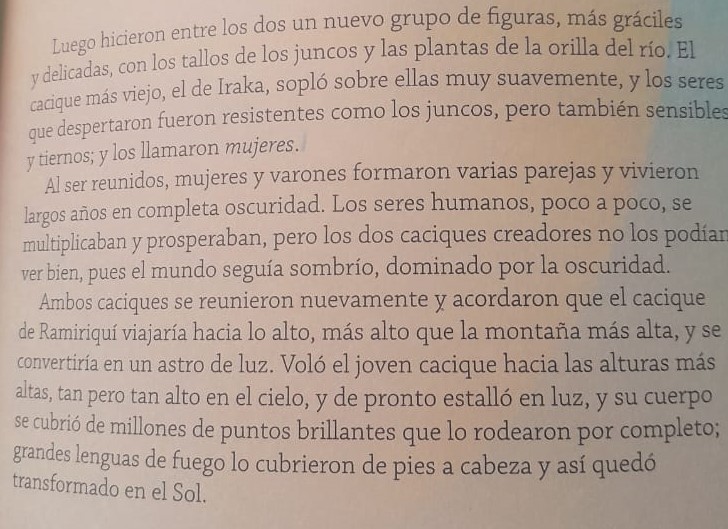 Luego hicieron entre los dos un nuevo grupo de figuras, más gráciles
y delicadas, con los tallos de los juncos y las plantas de la orilla del río. El
cacique más viejo, el de Iraka, sopló sobre ellas muy suavemente, y los seres
que despertaron fueron resistentes como los juncos, pero también sensibles
y tiernos; y los llamaron mujeres.
Al ser reunidos, mujeres y varones formaron varias parejas y vivieron
largos años en completa oscuridad. Los seres humanos, poco a poco, se
multiplicaban y prosperaban, pero los dos caciques creadores no los podían
ver bien, pues el mundo seguía sombrío, dominado por la oscuridad.
Ambos caciques se reunieron nuevamente y acordaron que el cacique
de Ramiriquí viajaría hacia lo alto, más alto que la montaña más alta, y se
convertiría en un astro de luz. Voló el joven cacique hacia las alturas más
altas, tan pero tan alto en el cielo, y de pronto estalló en luz, y su cuerpo
se cubrió de millones de puntos brillantes que lo rodearon por completo;
grandes lenguas de fuego lo cubrieron de pies a cabeza y así quedó
transformado en el Sol.